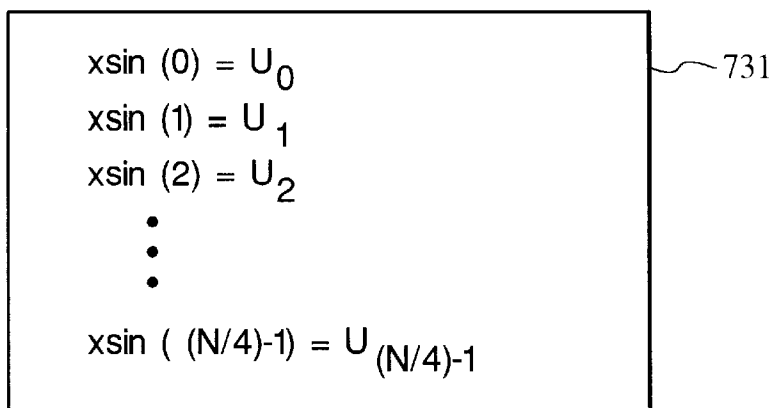 xsin (0) = U0
731
xsin (1) = U1
xsin (2) = U2
xsin ( (N/4)-1) = U(N/4)-1